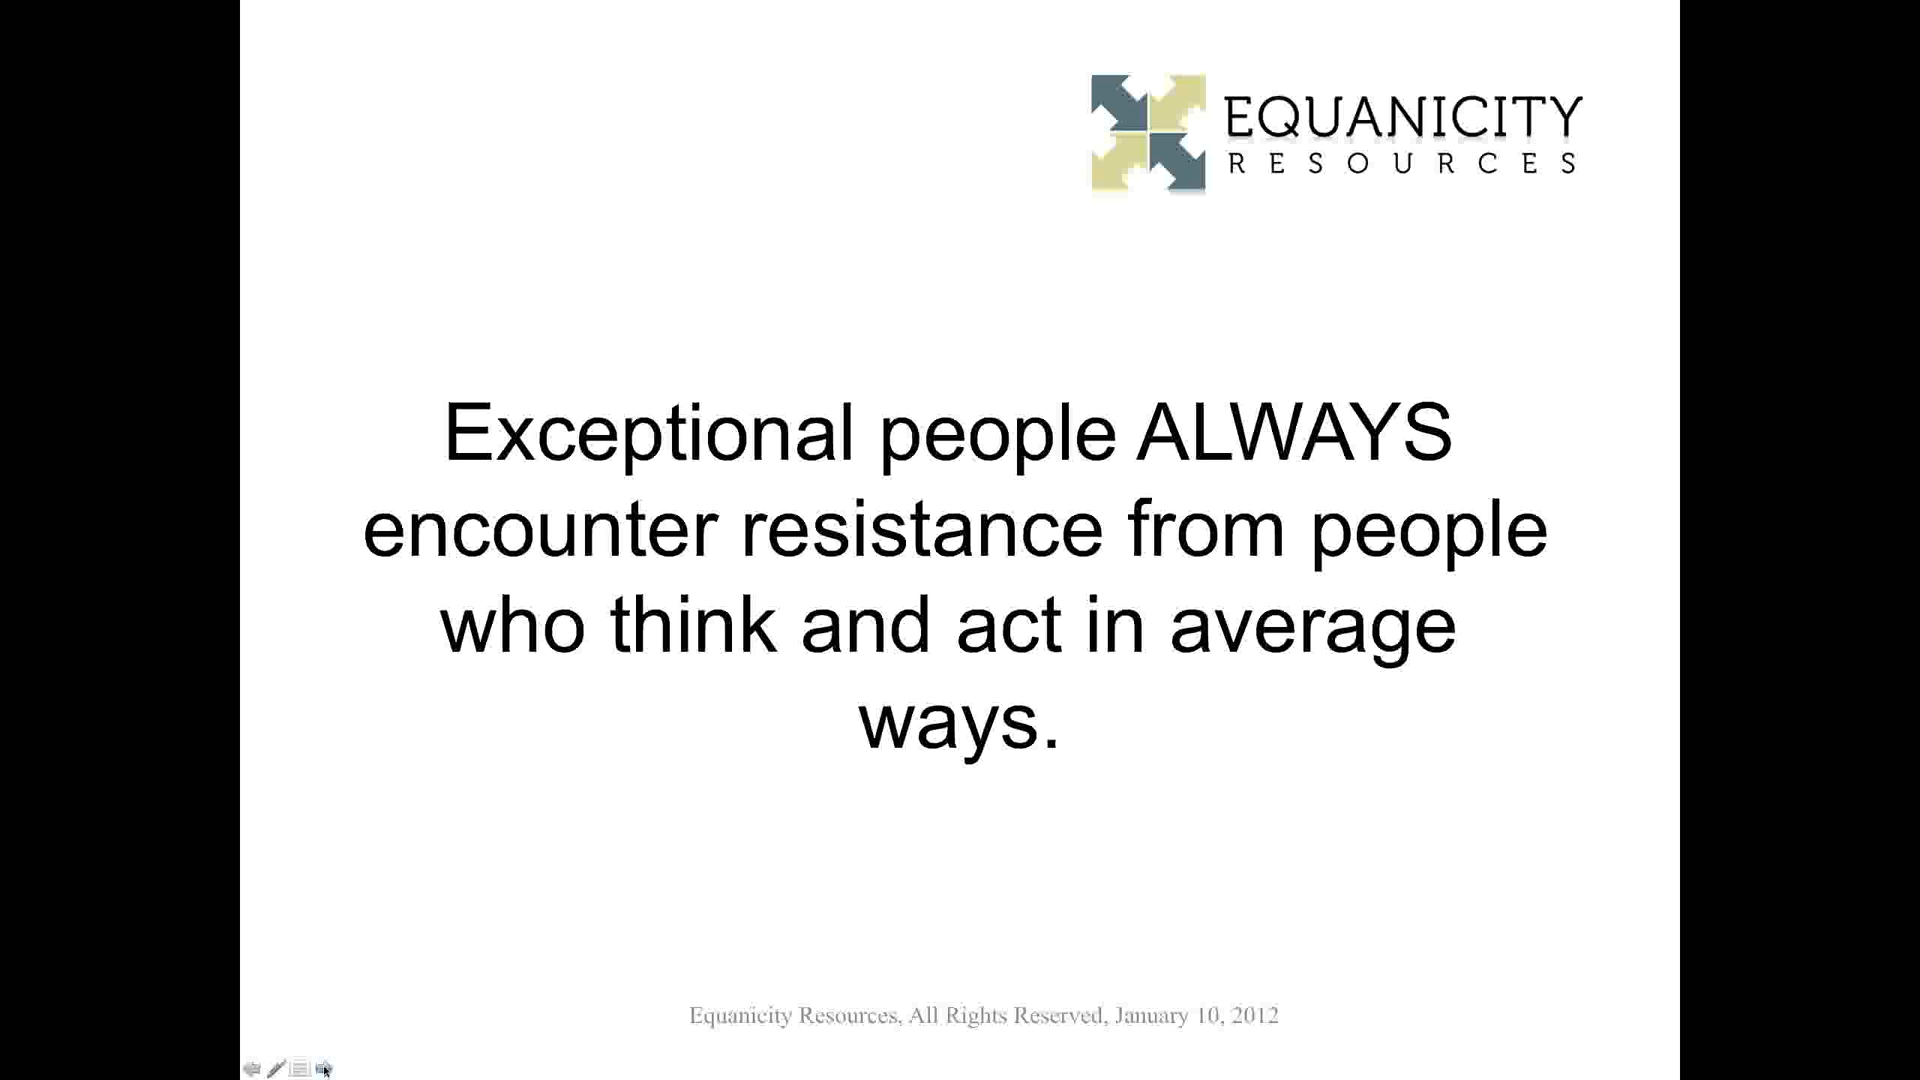 EQUANICITY
RESOURCES
Exceptional people ALWAYS
encounter resistance from people
who think and act in average
ways.
Equanicity Resources, All Rights Reserved, January 10, 2012